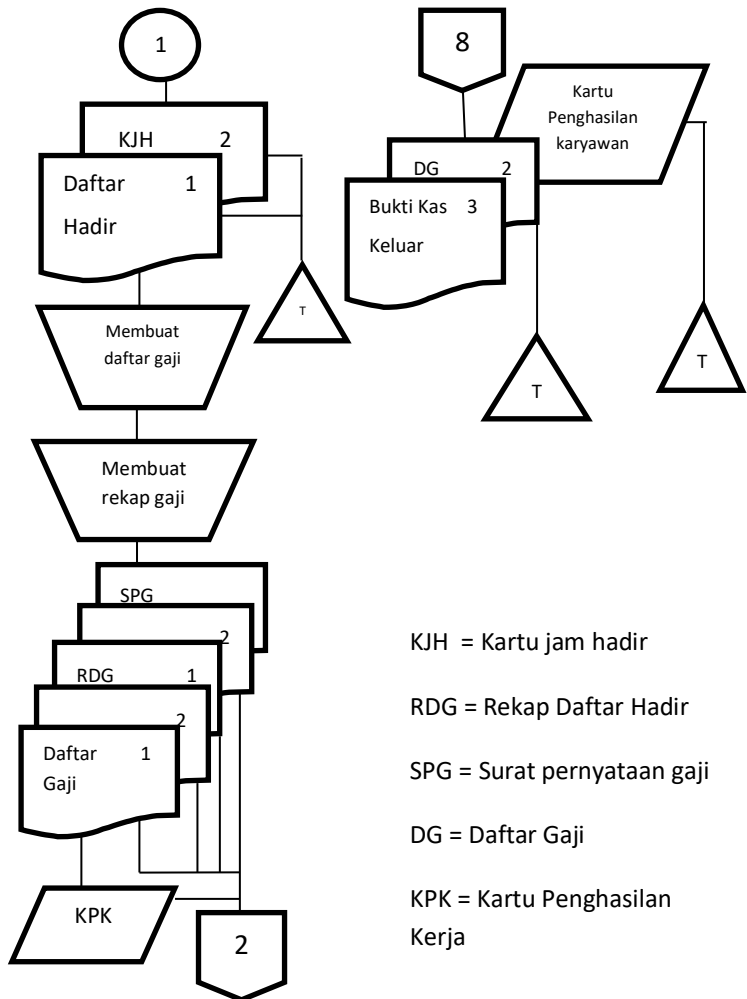 1
KJH 2
Daftar 1
Hadir
T
Membuat
daftar gaji
Membuat
rekap gaji
SPG
2
RDG 1
2
Daftar 1
Gaji
KPK
2
8
Kartu
Penghasilan
karyawan
DG 2
Bukti Kas 3
Keluar
T
T
KJH = Kartu jam hadir
RDG = Rekap Daftar Hadir
SPG = Surat pernyataan gaji
DG = Daftar Gaji
KPK = Kartu Penghasilan
Kerja